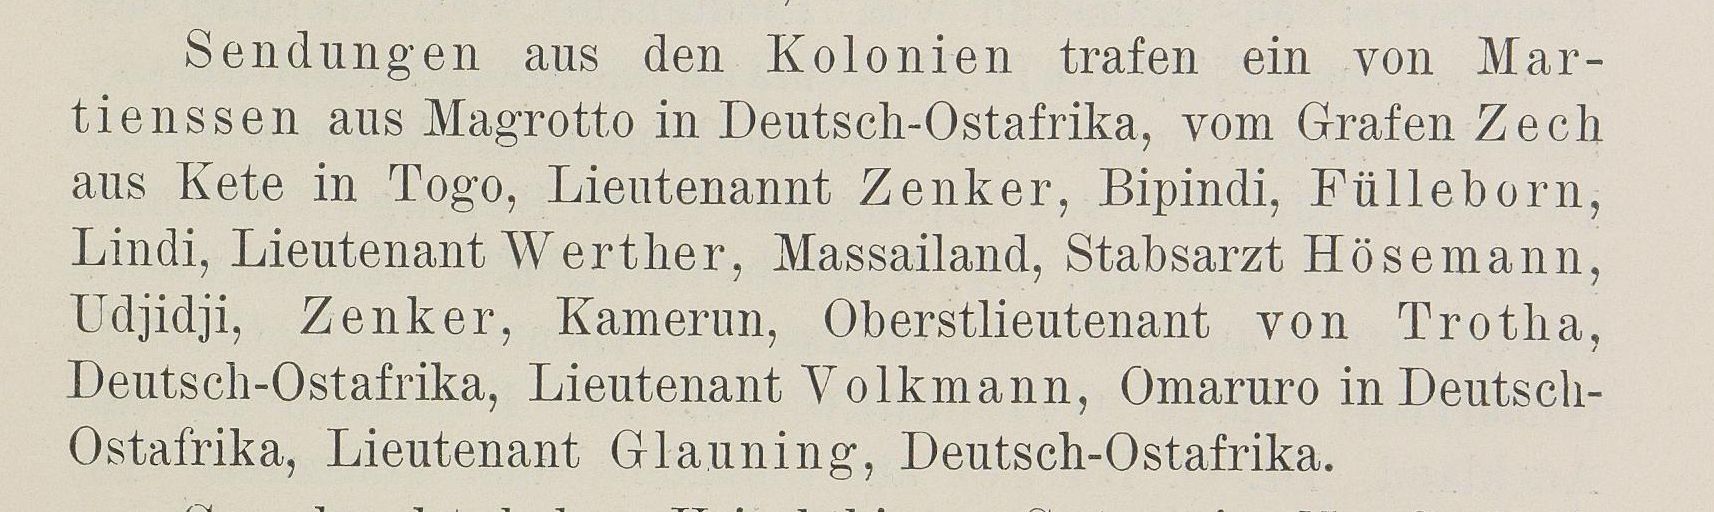 Sendungen aus den Kolonien trafen ein von Mar-
tienssen aus Magrotto in Deutsch-Ostafrika, vom Grafen Zech
aus Kete in Togo, Lieutenannt Zenker, Bipindi, Fülleborn,
Lindi, Lieutenant Werther, Massailand, Stabsarzt Hösemann,
Udjidji, Zenker, Kamerun, Oberstlieutenant von Trotha,
Deutsch-Ostafrika, Lieutenant Volkmann, Omaruro in Deutsch-
Ostafrika, Lieutenant Glauning, Deutsch-Ostafrika.